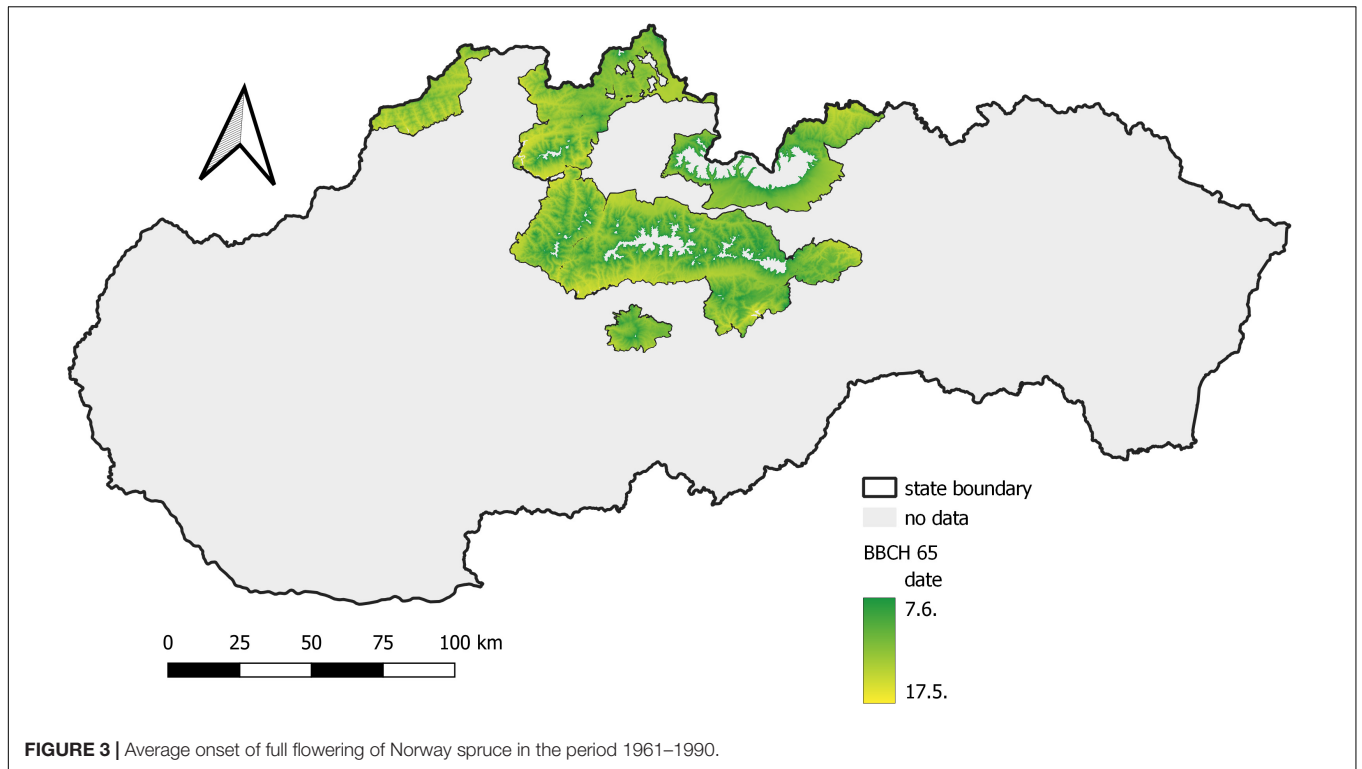 state boundary
no data
BBCH 65
date
7.6.
17.5.
0 25 50 75 100 km
FIGURE 3 | Average onset of full flowering of Norway spruce in the period 1961–1990.